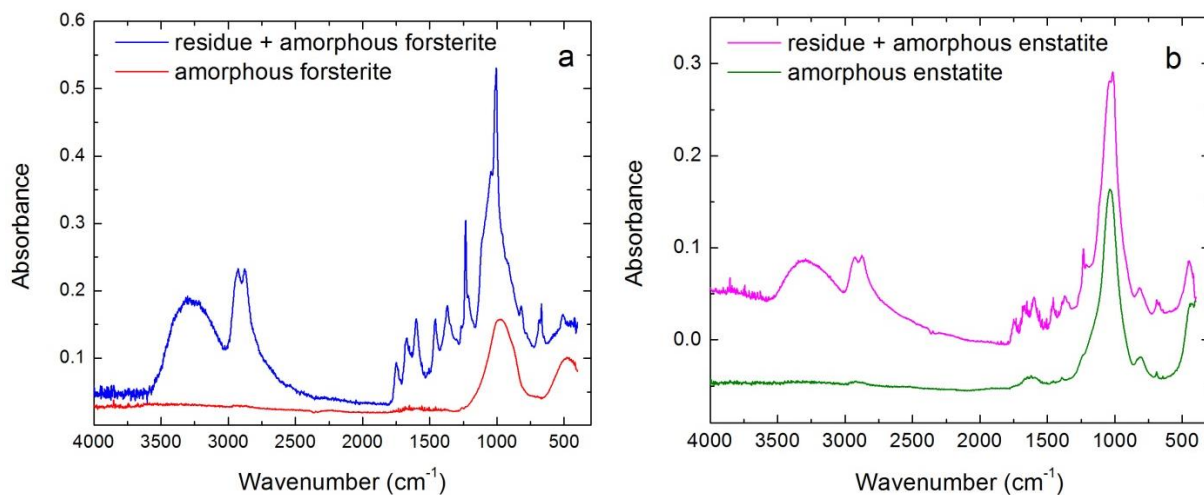 residue + amorphous forsterite
amorphous forsterite
a
0.6
0.5
0.4
0.3
0.2
0.1
Absorbance
4000 3500 3000 2500 2000 1500 1000 500
Wavenumber (cm⁻¹)
residue + amorphous enstatite
amorphous enstatite
b
0.3
0.2
0.1
0.0
Absorbance
4000 3500 3000 2500 2000 1500 1000 500
Wavenumber (cm⁻¹)